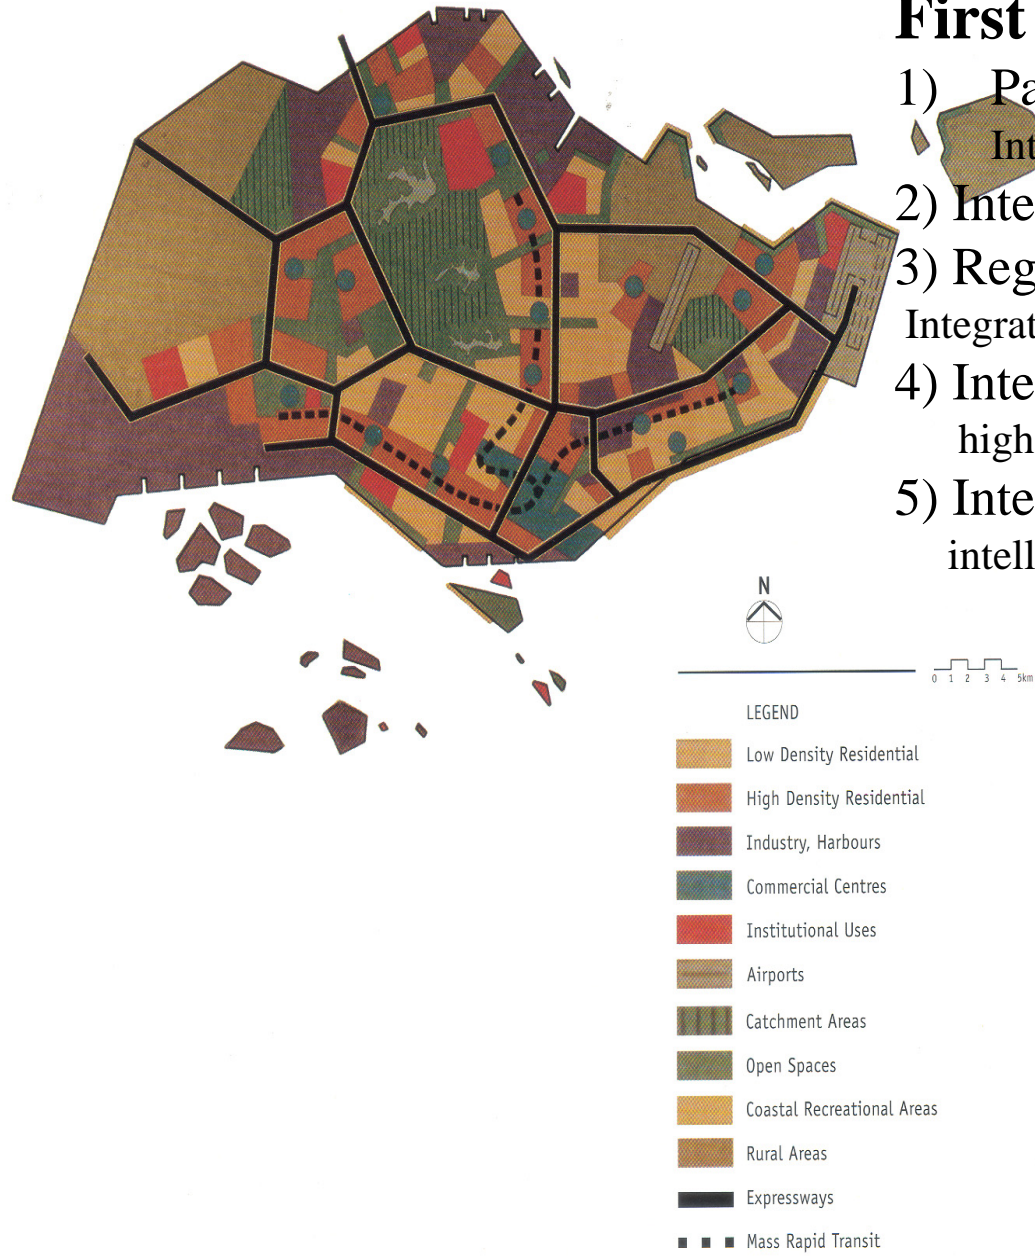 First
1) Pa
Int
2) Inte
3) Reg
Integrat
4) Inte
high
5) Inte
intell
N
0 1 2 3 4 5km
LEGEND
Low Density Residential
High Density Residential
Industry, Harbours
Commercial Centres
Institutional Uses
Airports
Catchment Areas
Open Spaces
Coastal Recreational Areas
Rural Areas
Expressways
Mass Rapid Transit